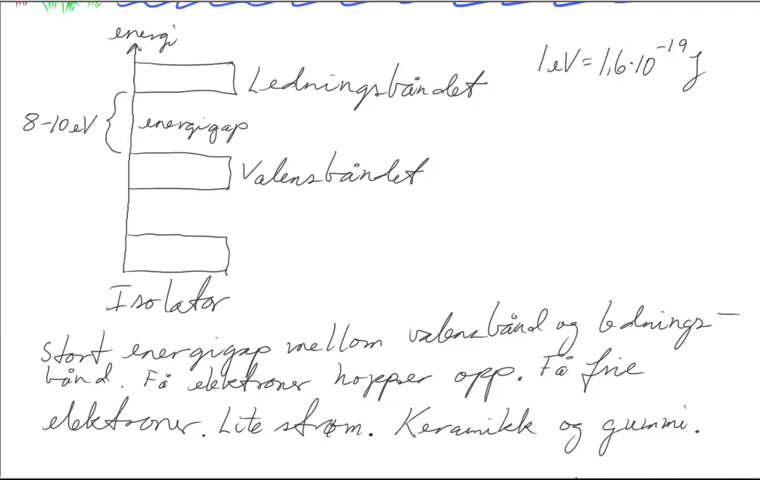 energi
Ledningsbåndet
1eV = 1,6·10⁻¹⁹ J
8-10eV
energigap
Valensbåndet
Isolator
Stort energigap mellom valensbånd og lednings-
bånd. Få elektroner hopper opp. Få frie
elektroner. Lite strøm. Keramikk og gummi.